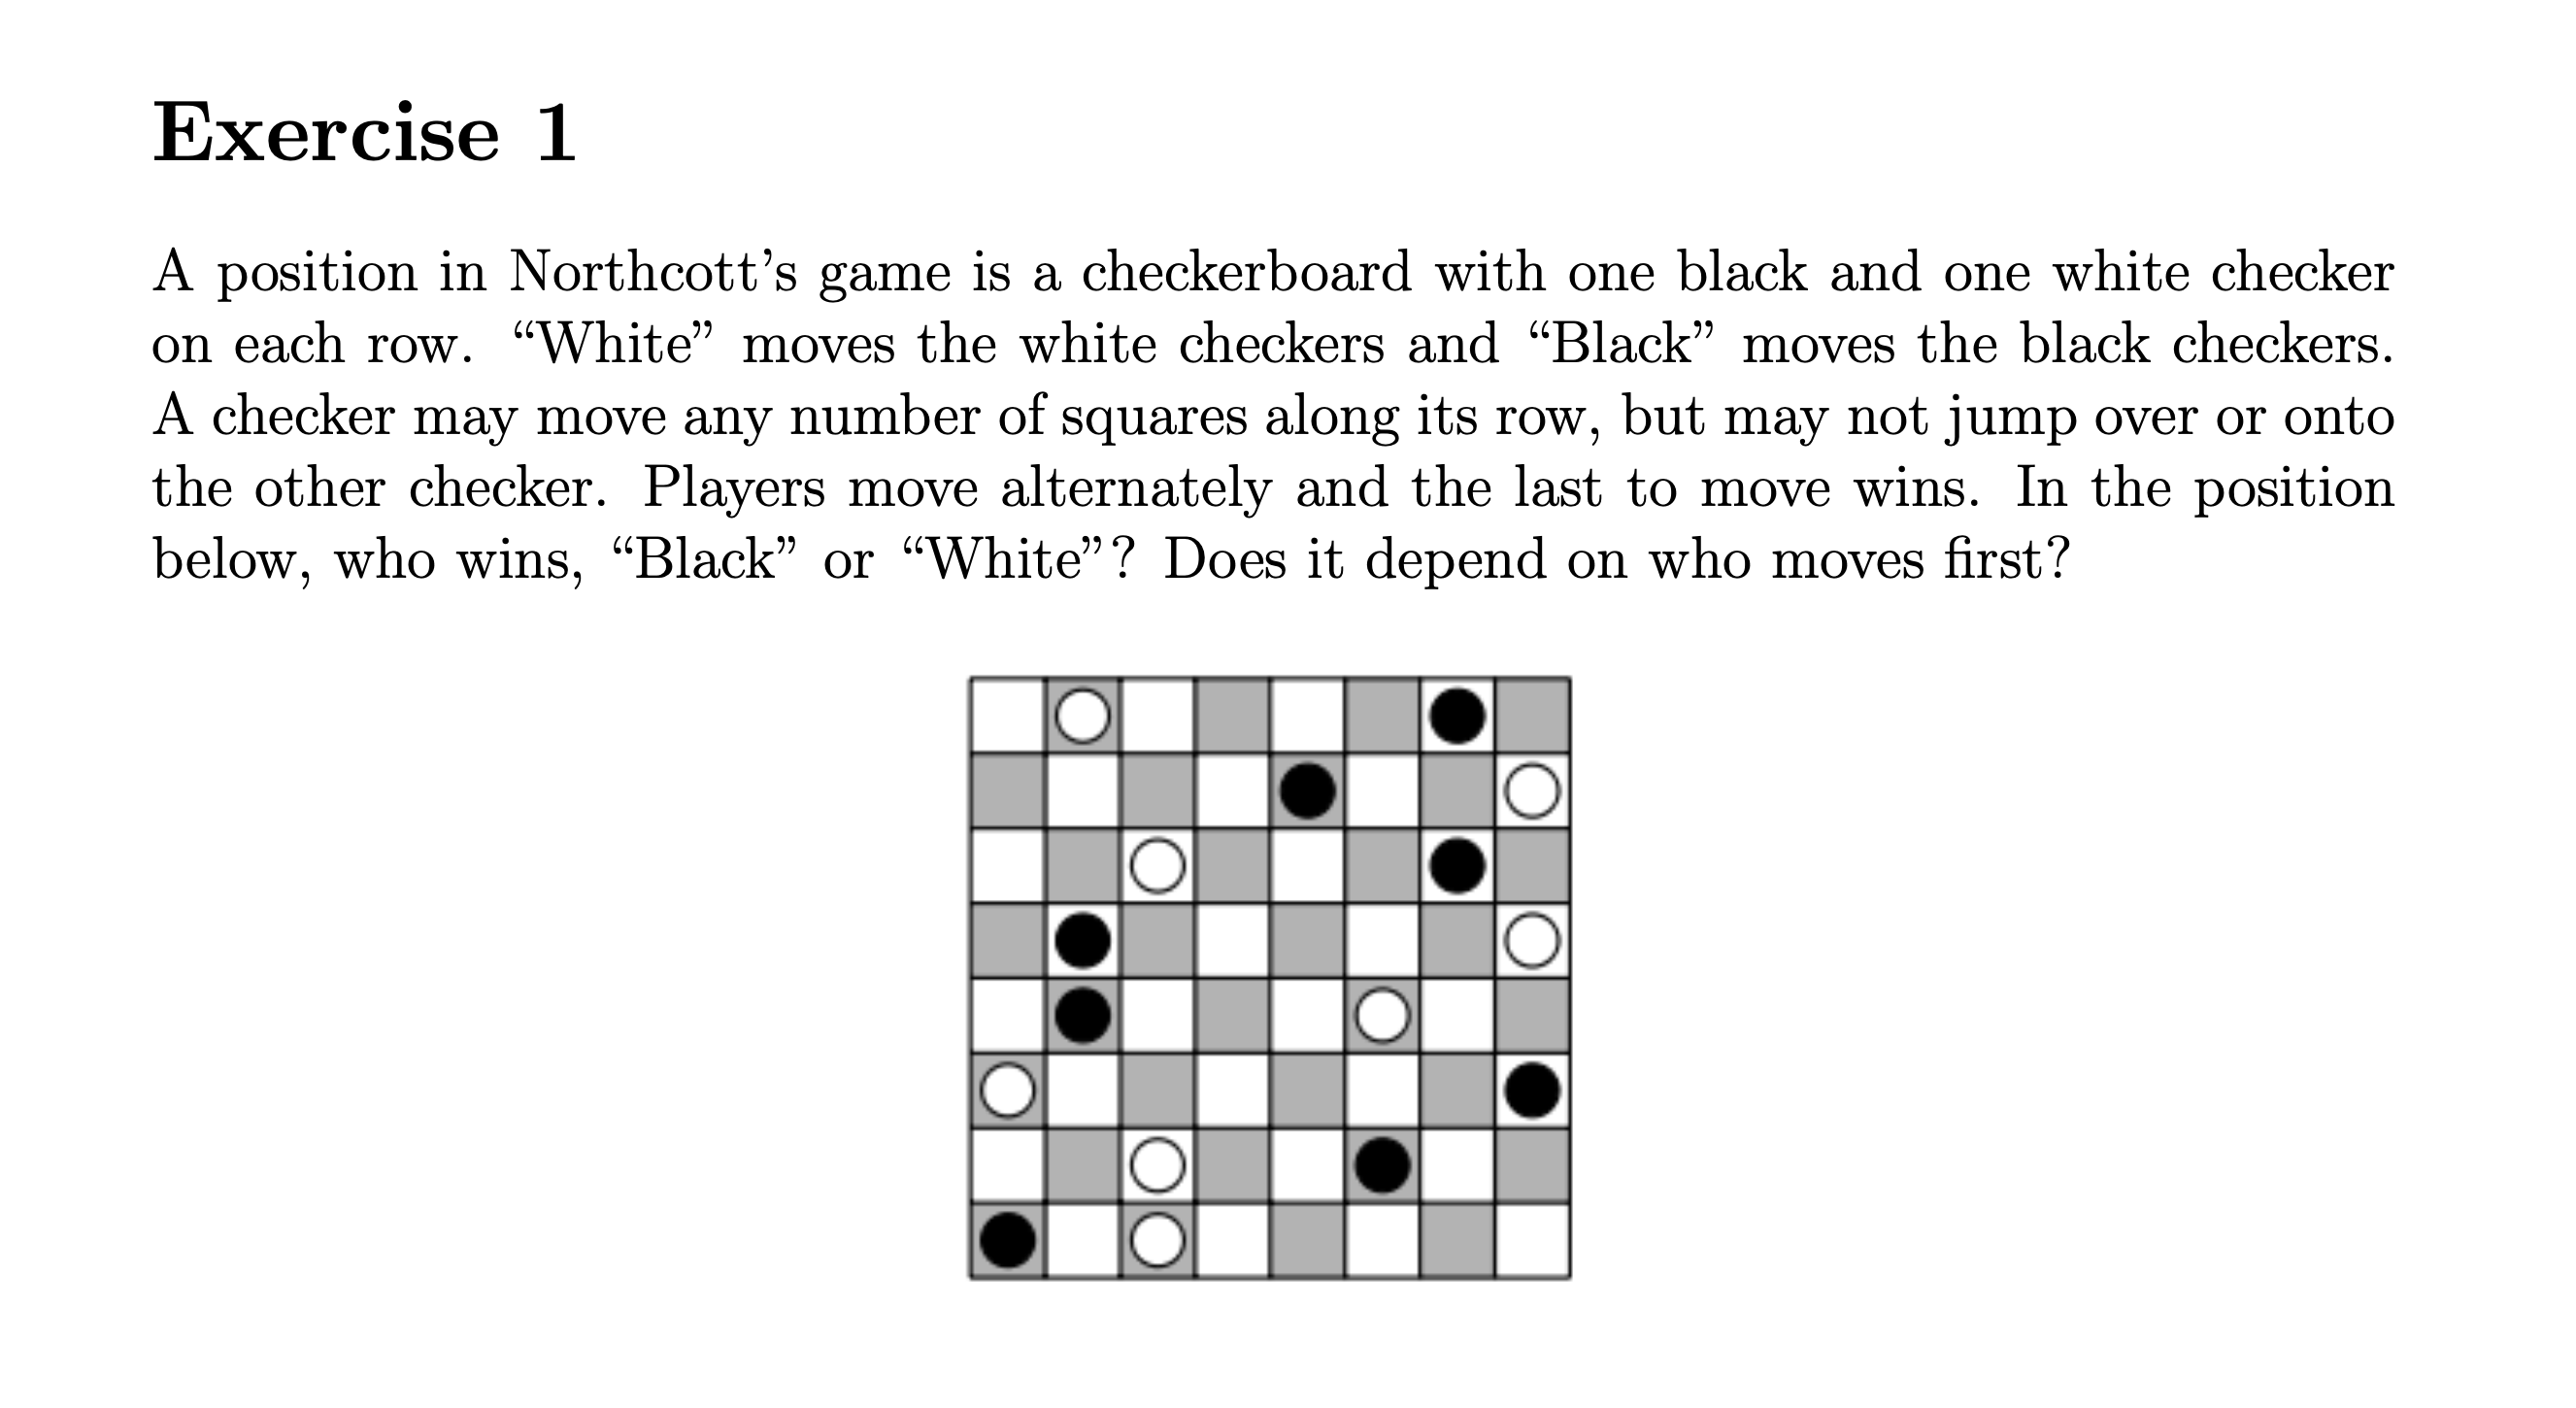 Exercise 1
A position in Northcott's game is a checkerboard with one black and one white checker
on each row. “White” moves the white checkers and “Black” moves the black checkers.
A checker may move any number of squares along its row, but may not jump over or onto
the other checker. Players move alternately and the last to move wins. In the position
below, who wins, “Black” or “White”? Does it depend on who moves first?